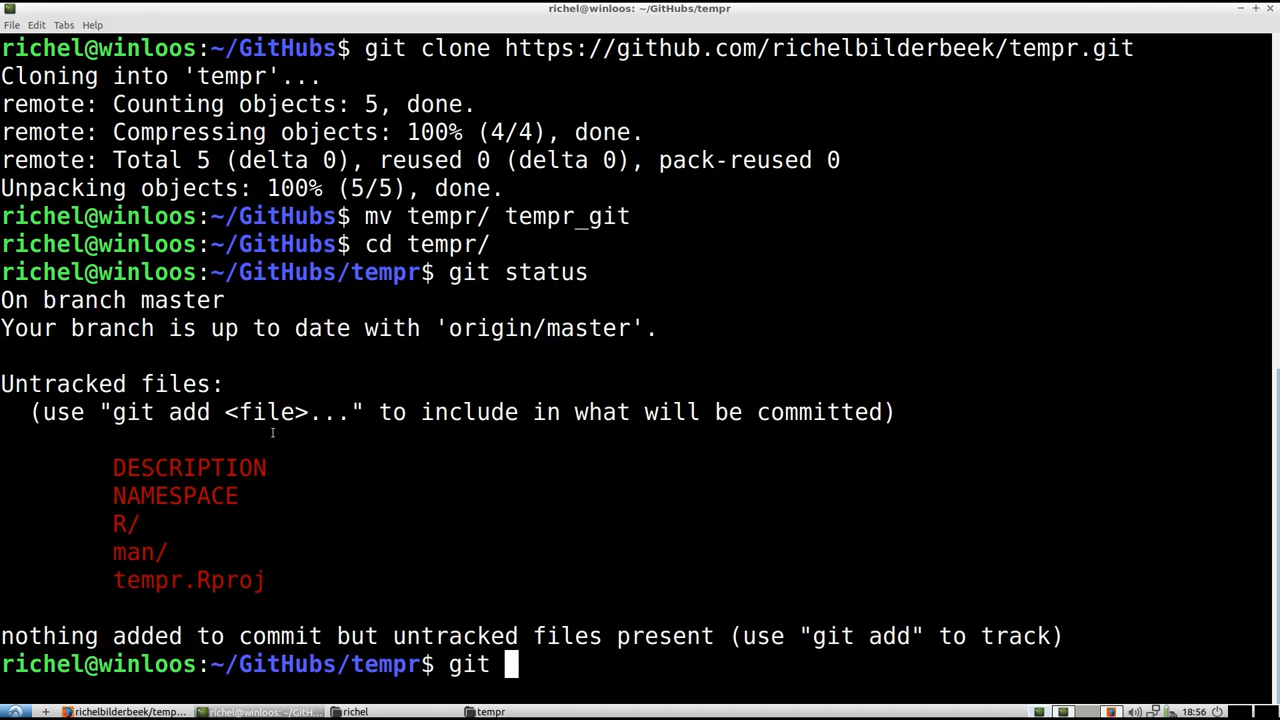 richel@winloos: ~/GitHubs/tempr
File Edit Tabs Help
richel@winloos:~/GitHubs$ git clone https://github.com/richelbilderbeek/tempr.git
Cloning into 'tempr'...
remote: Counting objects: 5, done.
remote: Compressing objects: 100% (4/4), done.
remote: Total 5 (delta 0), reused 0 (delta 0), pack-reused 0
Unpacking objects: 100% (5/5), done.
richel@winloos:~/GitHubs$ mv tempr/ tempr_git
richel@winloos:~/GitHubs$ cd tempr/
richel@winloos:~/GitHubs/tempr$ git status
On branch master
Your branch is up to date with 'origin/master'.
Untracked files:
(use "git add <file>..." to include in what will be committed)
DESCRIPTION
NAMESPACE
R/
man/
tempr.Rproj
nothing added to commit but untracked files present (use "git add" to track)
richel@winloos:~/GitHubs/tempr$ git
richelbilderbeek/temp... richel@winloos: ~/GitH... richel tempr 18:56